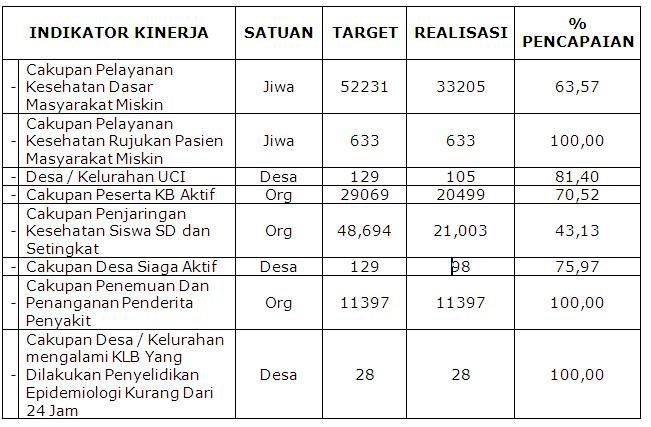 INDIKATOR KINERJA SATUAN TARGET REALISASI % PENCAPAIAN
- Cakupan Pelayanan
Kesehatan Dasar
Masyarakat Miskin
Jiwa 52231 33205 63,57
- Cakupan Pelayanan
Kesehatan Rujukan Pasien
Masyarakat Miskin
Jiwa 633 633 100,00
- Desa / Kelurahan UCI Desa 129 105 81,40
- Cakupan Peserta KB Aktif Org 29069 20499 70,52
- Cakupan Penjaringan
Kesehatan Siswa SD dan
Setingkat
Org 48,694 21,003 43,13
- Cakupan Desa Siaga Aktif Desa 129 98 75,97
- Cakupan Penemuan Dan
Penanganan Penderita
Penyakit
Org 11397 11397 100,00
- Cakupan Desa / Kelurahan
mengalami KLB Yang
Dilakukan Penyelidikan
Epidemiologi Kurang Dari
24 Jam
Desa 28 28 100,00